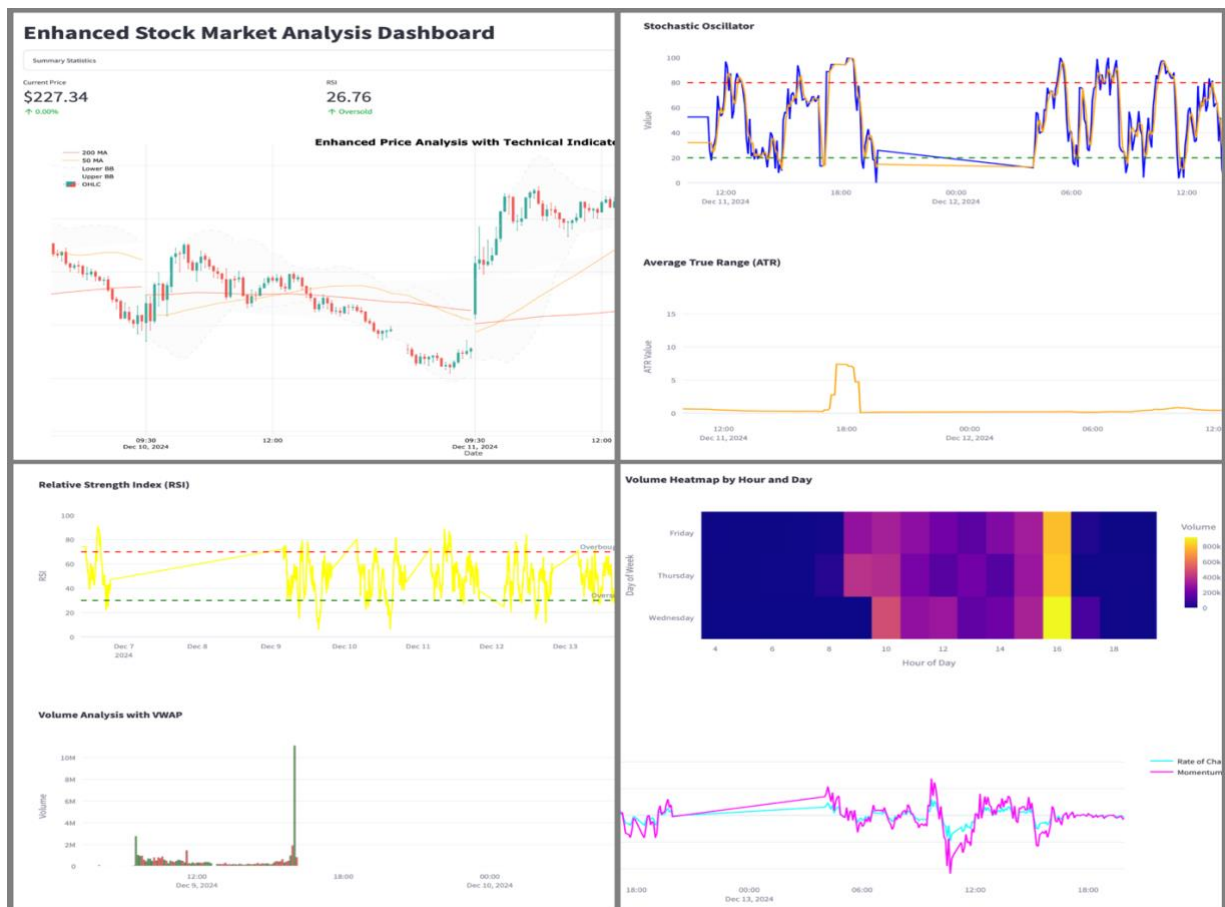 Enhanced Stock Market Analysis Dashboard
Summary Statistics
Current Price
$227.34
↑ 0.00%
RSI
26.76
↑ Oversold
Enhanced Price Analysis with Technical Indicato
200 MA
50 MA
Lower BB
Upper BB
OHLC
09:30
Dec 10, 2024
12:00
09:30
Dec 11, 2024
12:00
Date
Stochastic Oscillator
Value
100
80
60
40
20
0
12:00
Dec 11, 2024
18:00
00:00
Dec 12, 2024
06:00
12:00
Average True Range (ATR)
ATR Value
15
10
5
0
12:00
Dec 11, 2024
18:00
00:00
Dec 12, 2024
06:00
12:0
Relative Strength Index (RSI)
RSI
100
80
60
40
20
0
Overboug
Overso
Dec 7
2024
Dec 8
Dec 9
Dec 10
Dec 11
Dec 12
Dec 13
Volume Analysis with VWAP
Volume
10M
8M
6M
4M
2M
0
12:00
Dec 9, 2024
18:00
00:00
Dec 10, 2024
Volume Heatmap by Hour and Day
Day of Week
Friday
Thursday
Wednesday
4
6
8
10
12
14
16
18
Hour of Day
Volume
800k
600k
400k
200k
0
Rate of Cha
Momentum
18:00
00:00
Dec 13, 2024
06:00
12:00
18:00